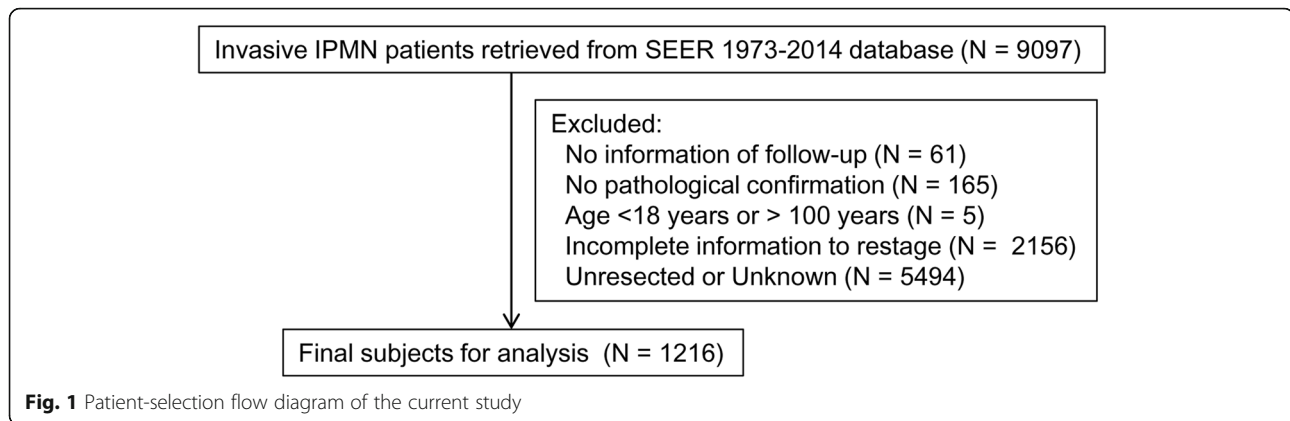 Invasive IPMN patients retrieved from SEER 1973-2014 database (N = 9097)
Excluded:
No information of follow-up (N = 61)
No pathological confirmation (N = 165)
Age <18 years or > 100 years (N = 5)
Incomplete information to restage (N = 2156)
Unresected or Unknown (N = 5494)
Final subjects for analysis (N = 1216)
Fig. 1 Patient-selection flow diagram of the current study